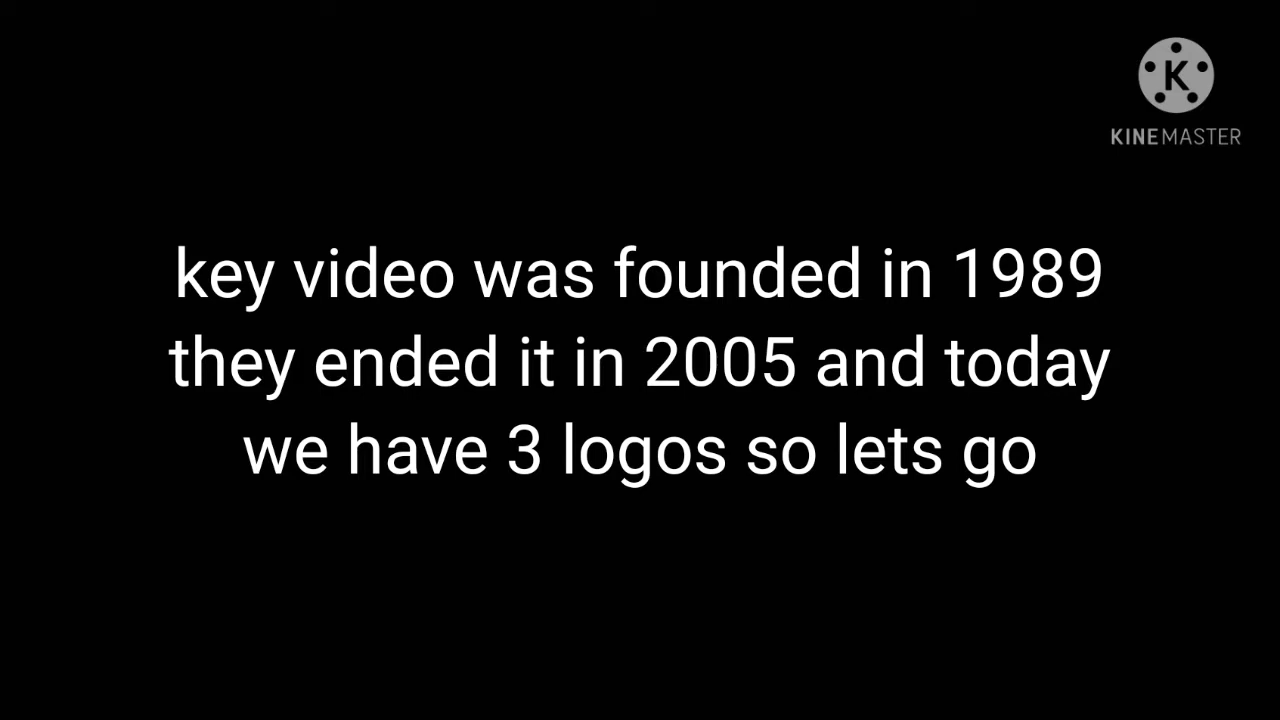 K
KINEMASTER
key video was founded in 1989
they ended it in 2005 and today
we have 3 logos so lets go